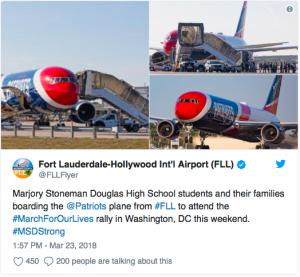 Fort Lauderdale-Hollywood Int'l Airport (FLL)
@FLLFlyer
Marjory Stoneman Douglas High School students and their families
boarding the @Patriots plane from #FLL to attend the
#MarchForOurLives rally in Washington, DC this weekend.
#MSDStrong
1:57 PM - Mar 23, 2018
450 200 people are talking about this